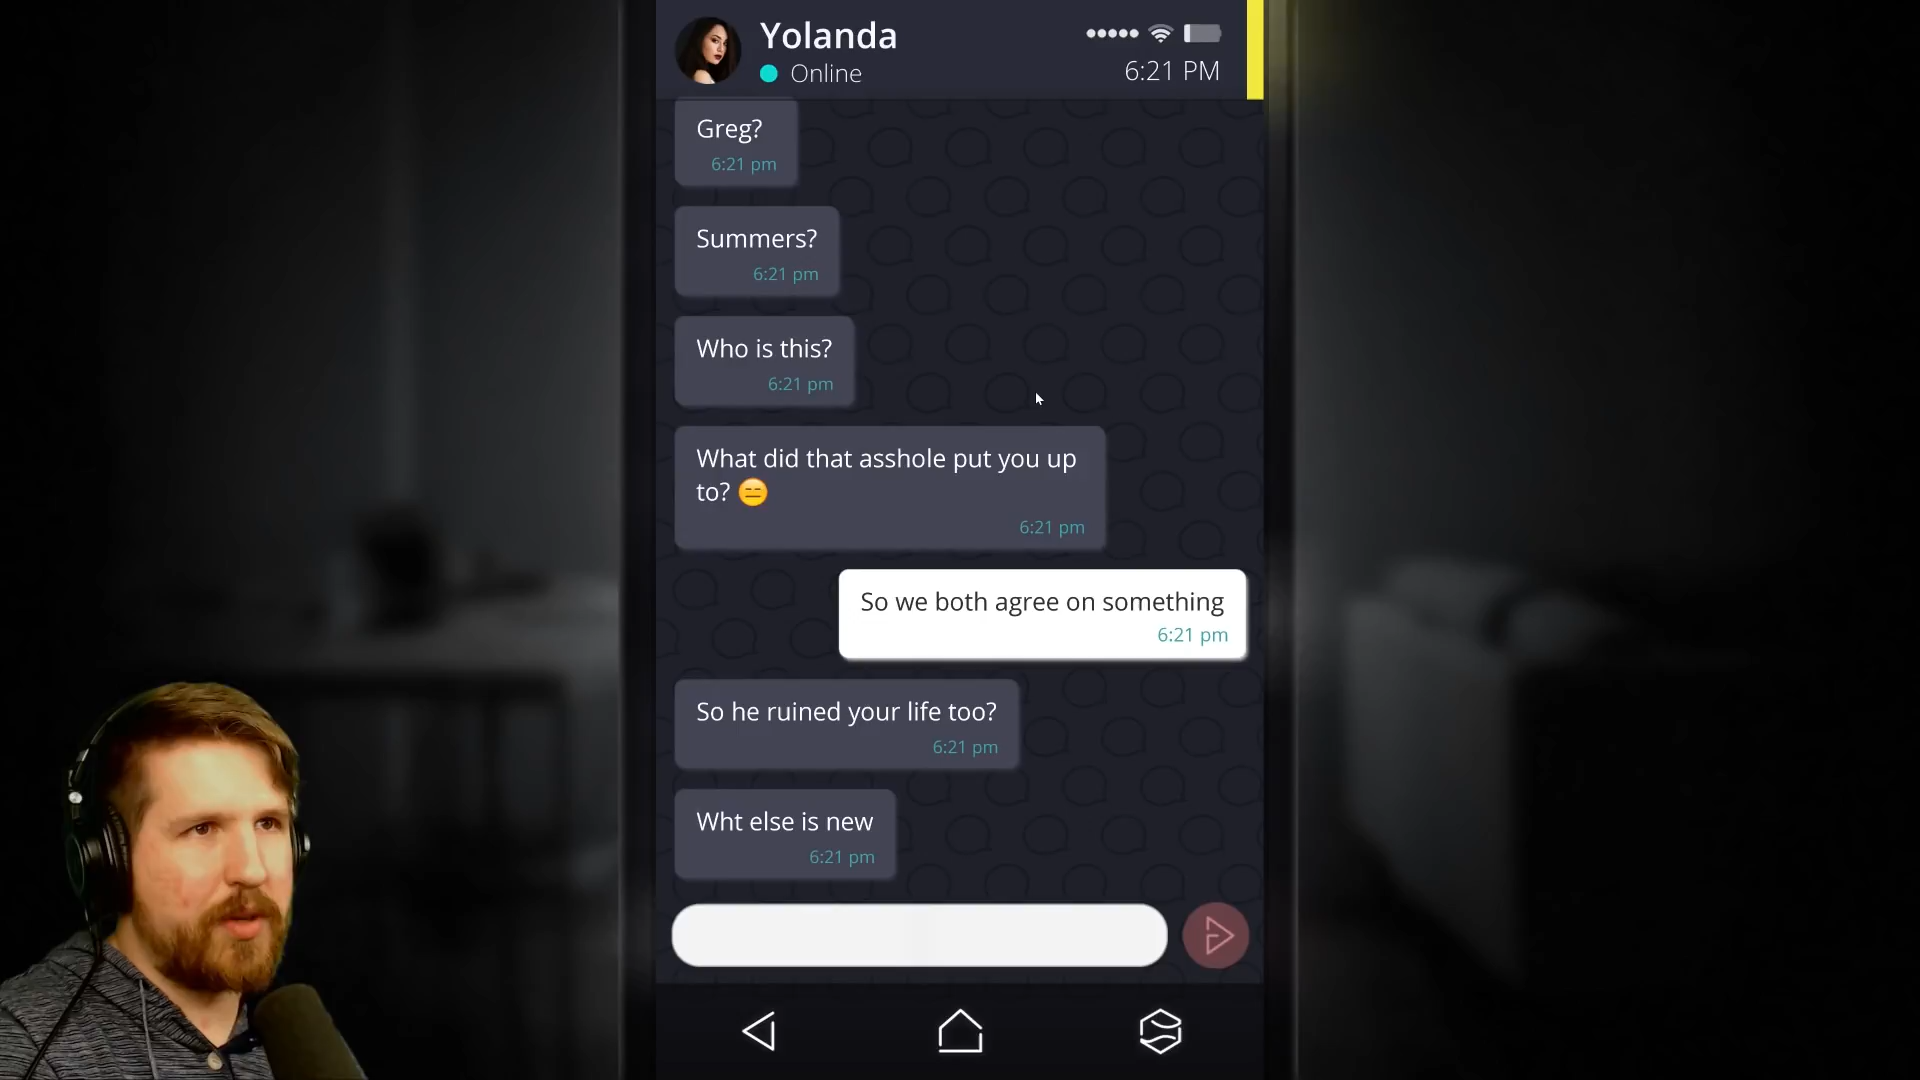 Yolanda
Online
6:21 PM
Greg?
6:21 pm
Summers?
6:21 pm
Who is this?
6:21 pm
What did that asshole put you up
to? 😑
6:21 pm
So we both agree on something
6:21 pm
So he ruined your life too?
6:21 pm
Wht else is new
6:21 pm